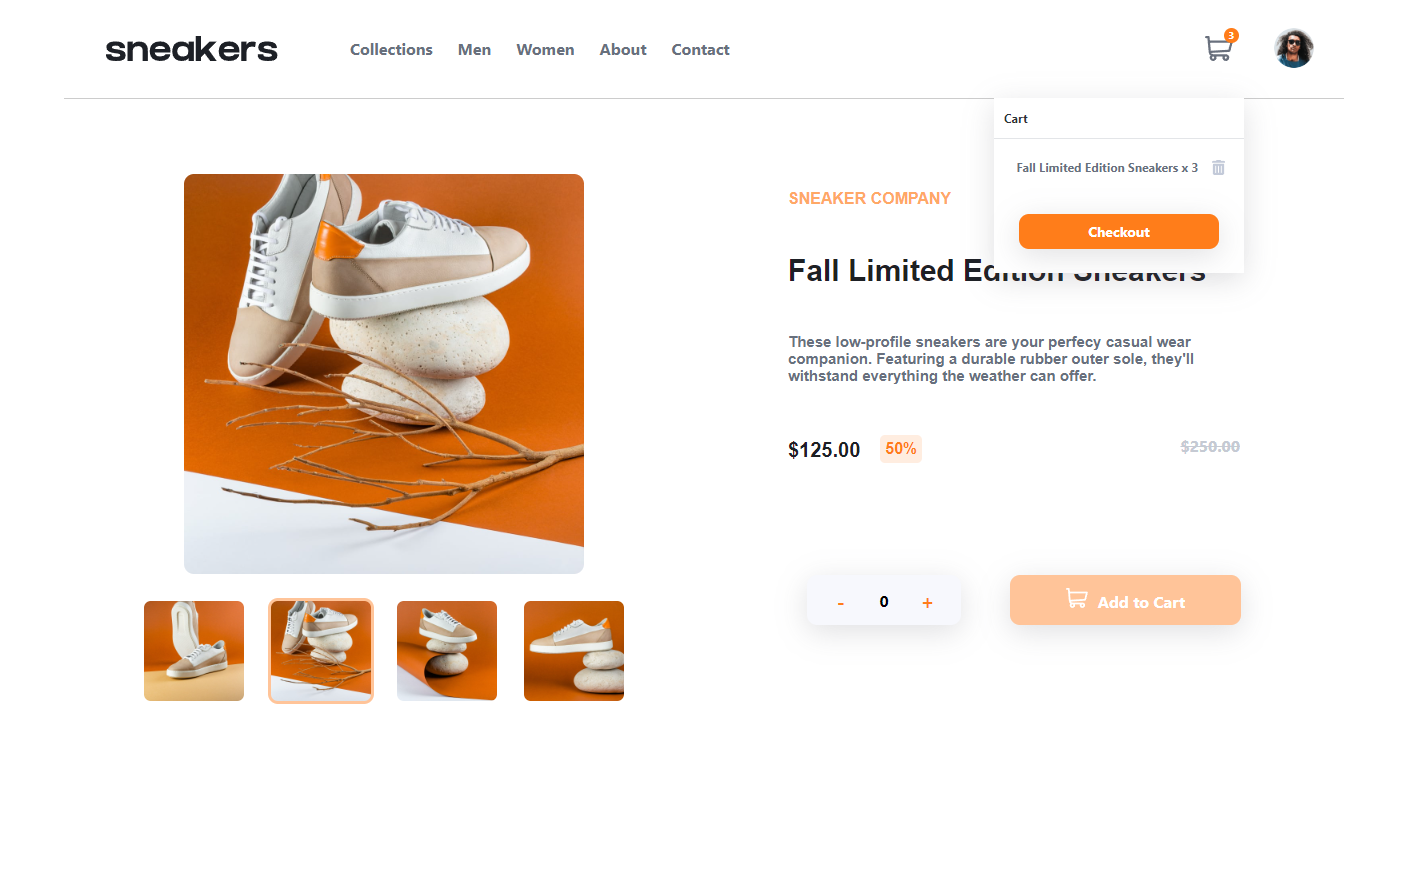 sneakers
Collections Men Women About Contact
3
Cart
Fall Limited Edition Sneakers x 3
Checkout
SNEAKER COMPANY
Fall Limited Edition Sneakers
These low-profile sneakers are your perfecy casual wear
companion. Featuring a durable rubber outer sole, they'll
withstand everything the weather can offer.
$125.00 50% $250.00
- 0 + Add to Cart